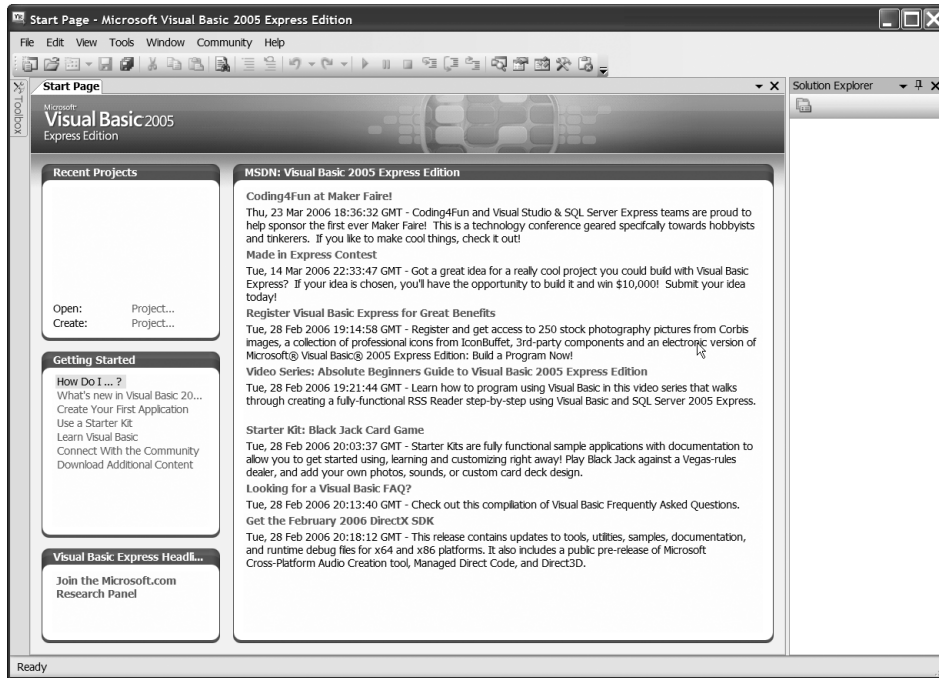 Start Page - Microsoft Visual Basic 2005 Express Edition
File Edit View Tools Window Community Help
Toolbox
Start Page
Solution Explorer
Microsoft
Visual Basic 2005
Express Edition
Recent Projects
Open: Project...
Create: Project...
Getting Started
How Do I ... ?
What's new in Visual Basic 20...
Create Your First Application
Use a Starter Kit
Learn Visual Basic
Connect With the Community
Download Additional Content
Visual Basic Express Headli...
Join the Microsoft.com
Research Panel
MSDN: Visual Basic 2005 Express Edition
Coding4Fun at Maker Faire!
Thu, 23 Mar 2006 18:36:32 GMT - Coding4Fun and Visual Studio & SQL Server Express teams are proud to
help sponsor the first ever Maker Faire! This is a technology conference geared specifcally towards hobbyists
and tinkerers. If you like to make cool things, check it out!
Made in Express Contest
Tue, 14 Mar 2006 22:33:47 GMT - Got a great idea for a really cool project you could build with Visual Basic
Express? If your idea is chosen, you'll have the opportunity to build it and win $10,000! Submit your idea
today!
Register Visual Basic Express for Great Benefits
Tue, 28 Feb 2006 19:14:58 GMT - Register and get access to 250 stock photography pictures from Corbis
images, a collection of professional icons from IconBuffet, 3rd-party components and an electronic version of
Microsoft® Visual Basic® 2005 Express Edition: Build a Program Now!
Video Series: Absolute Beginners Guide to Visual Basic 2005 Express Edition
Tue, 28 Feb 2006 19:21:44 GMT - Learn how to program using Visual Basic in this video series that walks
through creating a fully-functional RSS Reader step-by-step using Visual Basic and SQL Server 2005 Express.
Starter Kit: Black Jack Card Game
Tue, 28 Feb 2006 20:03:37 GMT - Starter Kits are fully functional sample applications with documentation to
allow you to get started using, learning and customizing right away! Play Black Jack against a Vegas-rules
dealer, and add your own photos, sounds, or custom card deck design.
Looking for a Visual Basic FAQ?
Tue, 28 Feb 2006 20:13:40 GMT - Check out this compilation of Visual Basic Frequently Asked Questions.
Get the February 2006 DirectX SDK
Tue, 28 Feb 2006 20:18:12 GMT - This release contains updates to tools, utilities, samples, documentation,
and runtime debug files for x64 and x86 platforms. It also includes a public pre-release of Microsoft
Cross-Platform Audio Creation tool, Managed Direct Code, and Direct3D.
Ready